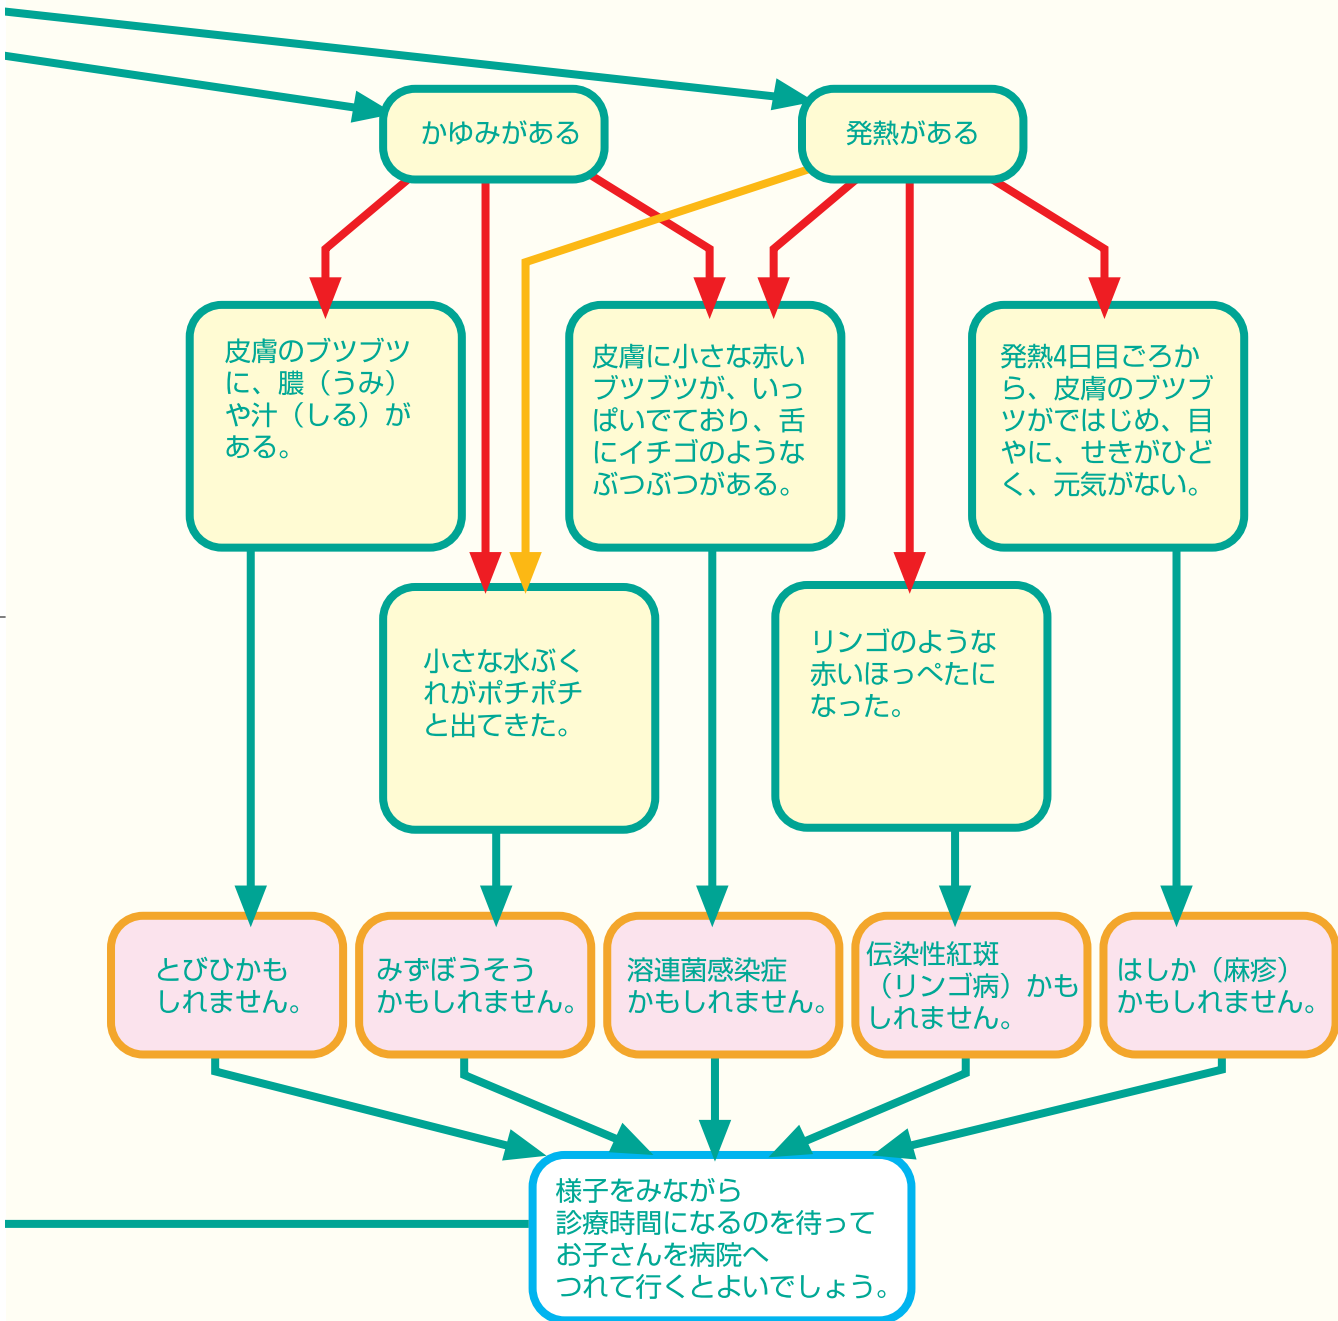 かゆみがある
発熱がある
皮膚のブツブツ
に、膿（うみ）
や汁（しる）が
ある。
皮膚に小さな赤い
ブツブツが、いっ
ぱいでており、舌
にイチゴのような
ぶつぶつがある。
発熱4日目ごろか
ら、皮膚のブツブ
ツがではじめ、目
やに、せきがひど
く、元気がない。
小さな水ぶく
れがポチポチ
と出てきた。
リンゴのような
赤いほっぺたに
なった。
とびひかも
しれません。
みずぼうそう
かもしれません。
溶連菌感染症
かもしれません。
伝染性紅斑
（リンゴ病）かも
しれません。
はしか（麻疹）
かもしれません。
様子をみながら
診療時間になるのを待って
お子さんを病院へ
つれて行くとよいでしょう。